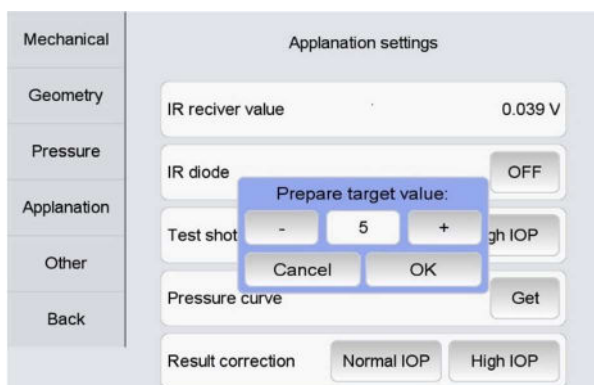 Mechanical
Geometry
Pressure
Applanation
Other
Back
Applanation settings
IR reciver value 0.039 V
IR diode OFF
Prepare target value:
Test shot - 5 + gh IOP
Cancel OK
Pressure curve Get
Result correction Normal IOP High IOP